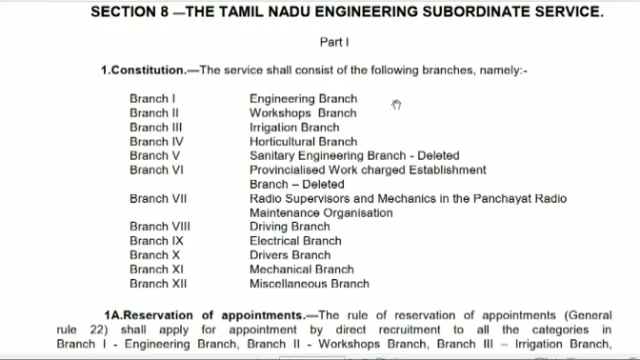 SECTION 8 —THE TAMIL NADU ENGINEERING SUBORDINATE SERVICE.
Part I
1.Constitution.—The service shall consist of the following branches, namely:-
Branch I Engineering Branch
Branch II Workshops Branch
Branch III Irrigation Branch
Branch IV Horticultural Branch
Branch V Sanitary Engineering Branch - Deleted
Branch VI Provincialised Work charged Establishment
Branch – Deleted
Branch VII Radio Supervisors and Mechanics in the Panchayat Radio
Maintenance Organisation
Branch VIII Driving Branch
Branch IX Electrical Branch
Branch X Drivers Branch
Branch XI Mechanical Branch
Branch XII Miscellaneous Branch
1A.Reservation of appointments.—The rule of reservation of appointments (General
rule 22) shall apply for appointment by direct recruitment to all the categories in
Branch I - Engineering Branch, Branch II - Workshops Branch, Branch III – Irrigation Branch,